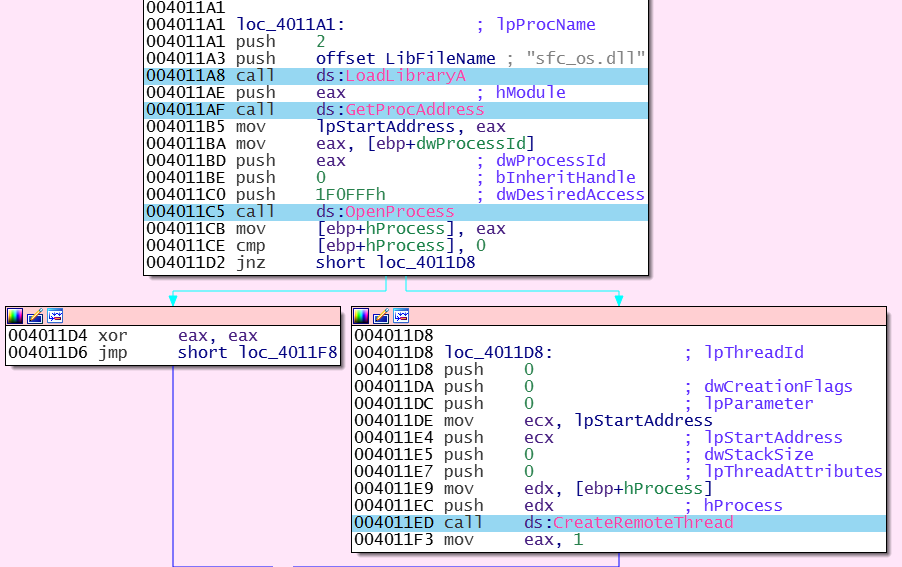 004011A1
004011A1 loc_4011A1: ; lpProcName
004011A1 push 2
004011A3 push offset LibFileName ; "sfc_os.dll"
004011A8 call ds:LoadLibraryA
004011AE push eax ; hModule
004011AF call ds:GetProcAddress
004011B5 mov lpStartAddress, eax
004011BA mov eax, [ebp+dwProcessId]
004011BD push eax ; dwProcessId
004011BE push 0 ; bInheritHandle
004011C0 push 1F0FFFh ; dwDesiredAccess
004011C5 call ds:OpenProcess
004011CB mov [ebp+hProcess], eax
004011CE cmp [ebp+hProcess], 0
004011D2 jnz short loc_4011D8
004011D4 xor eax, eax
004011D6 jmp short loc_4011F8
004011D8
004011D8 loc_4011D8: ; lpThreadId
004011D8 push 0
004011DA push 0 ; dwCreationFlags
004011DC push 0 ; lpParameter
004011DE mov ecx, lpStartAddress
004011E4 push ecx ; lpStartAddress
004011E5 push 0 ; dwStackSize
004011E7 push 0 ; lpThreadAttributes
004011E9 mov edx, [ebp+hProcess]
004011EC push edx ; hProcess
004011ED call ds:CreateRemoteThread
004011F3 mov eax, 1